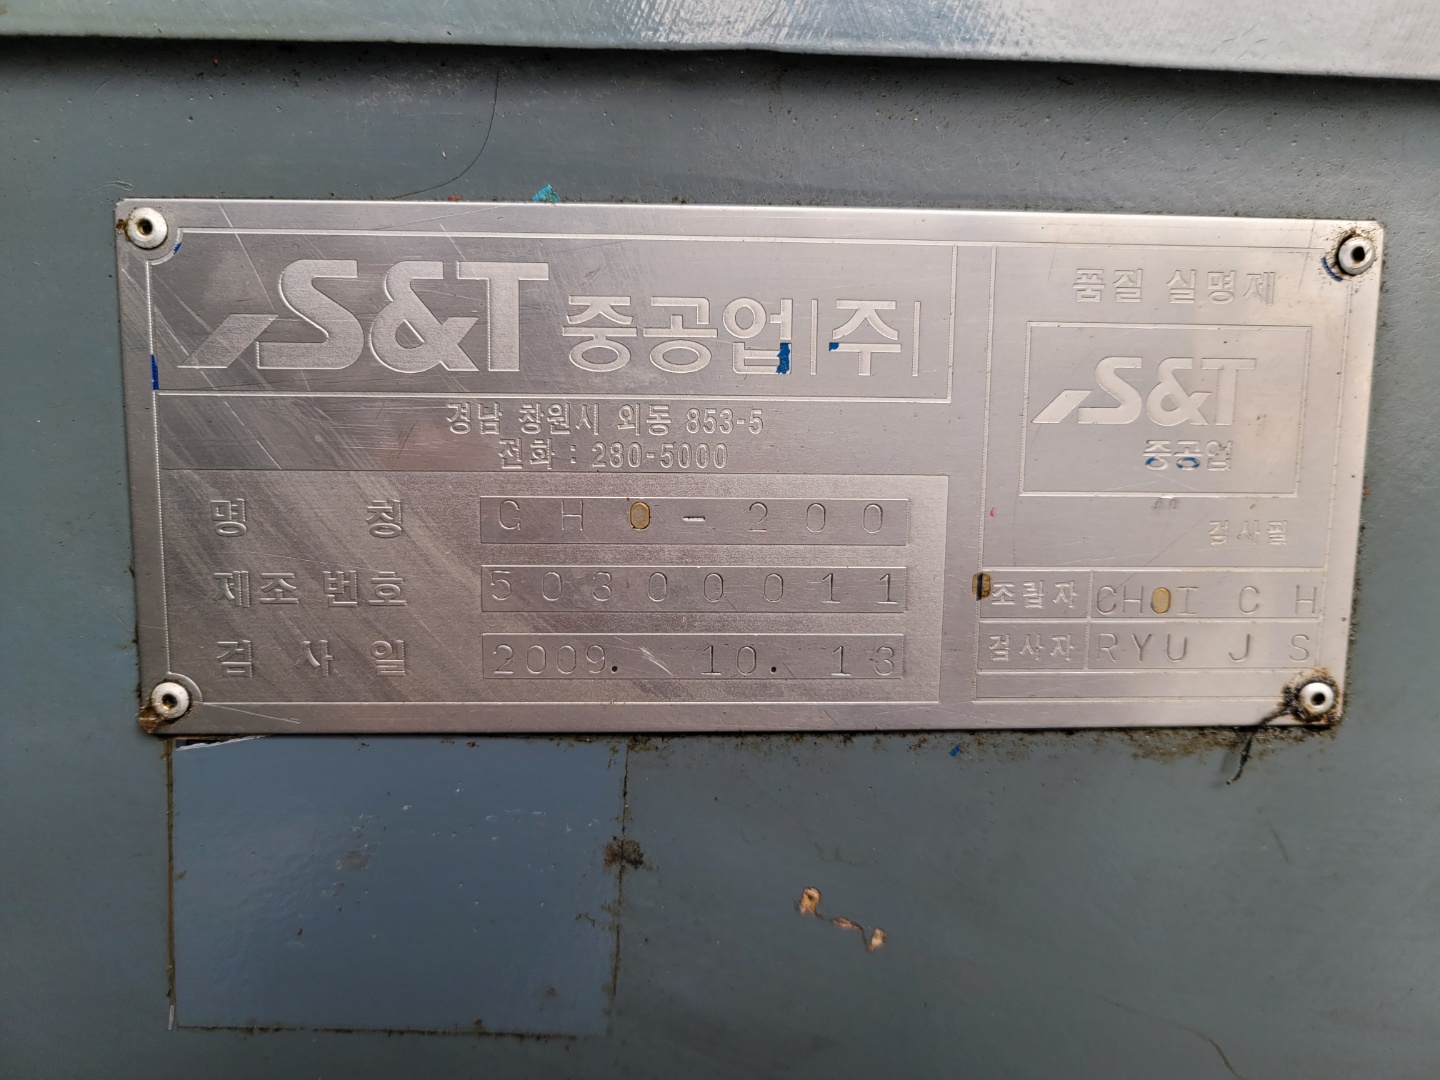 S&T 중공업|주|
경남 창원시 외동 853-5
전화 : 280-5000
명 칭 GHO-200
제조번호 50300011
검 사 일 2009. 10. 13
품질 실명제
S&T
중공업
검사필
조립자 CHOI C H
검사자 RYU J S